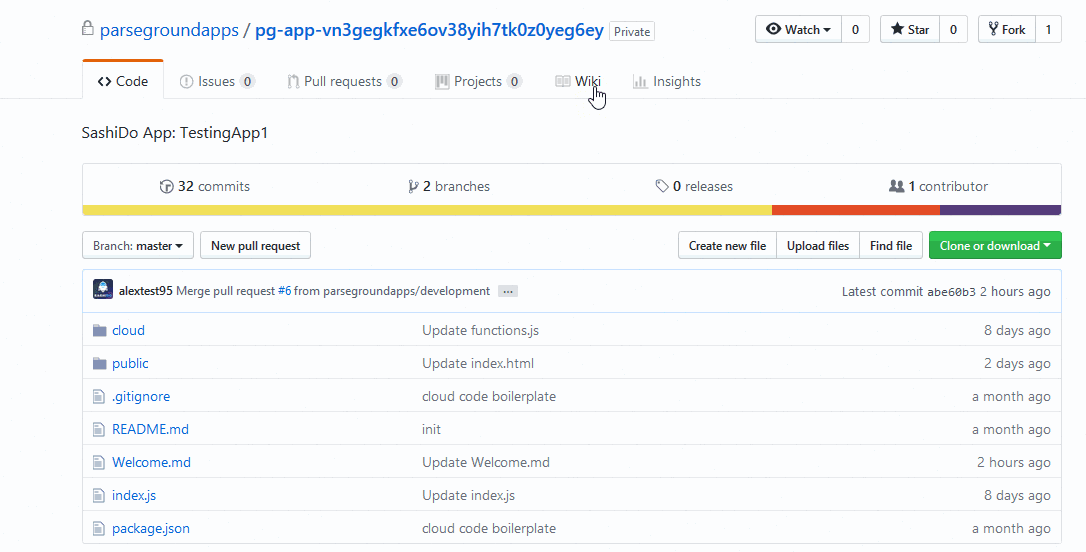 parsegroundapps / pg-app-vn3gegkfxe6ov38yih7tk0z0yeg6ey Private Watch 0 Star 0 Fork 1
Code Issues 0 Pull requests 0 Projects 0 Wiki Insights
SashiDo App: TestingApp1
32 commits 2 branches 0 releases 1 contributor
Branch: master New pull request Create new file Upload files Find file Clone or download
alextest95 Merge pull request #6 from parsegroundapps/development ... Latest commit abe60b3 2 hours ago
cloud Update functions.js 8 days ago
public Update index.html 2 days ago
.gitignore cloud code boilerplate a month ago
README.md init a month ago
Welcome.md Update Welcome.md 2 hours ago
index.js Update index.js 8 days ago
package.json cloud code boilerplate a month ago